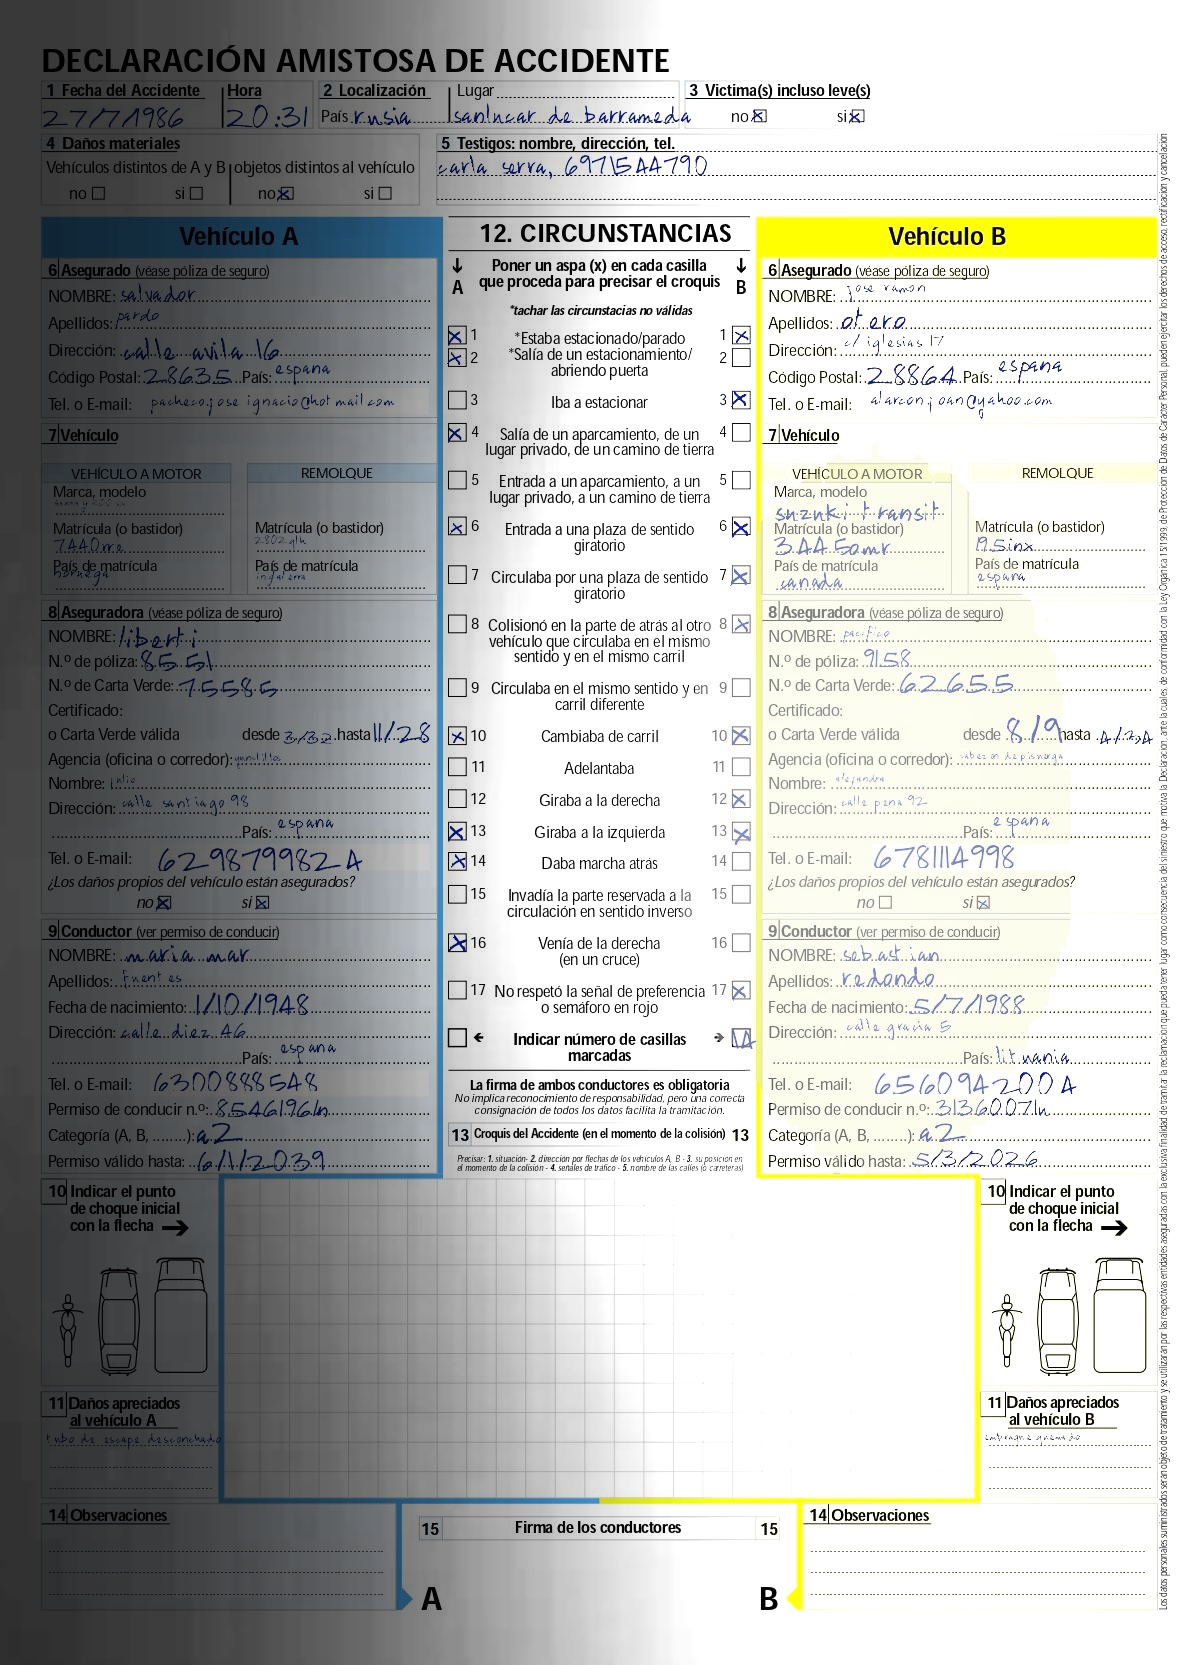 DECLARACIÓN AMISTOSA DE ACCIDENTE
1 Fecha del Accidente Hora 2 Localización Lugar 3 Victima(s) incluso leve(s)
27/7/1986 20:31 País rusia sanlucar de barrameda no si
4 Daños materiales 5 Testigos: nombre, dirección, tel.
Vehículos distintos de A y B objetos distintos al vehículo carla serra, 6971544790
no si no si
Vehículo A
6 Asegurado (véase póliza de seguro)
NOMBRE: salvador
Apellidos: pardo
Dirección: calle avila 16
Código Postal: 28635 País: espana
Tel. o E-mail: pacheco.jose ignacio@hotmail.com
7 Vehículo
VEHÍCULO A MOTOR REMOLQUE
Marca, modelo
Matrícula (o bastidor) Matrícula (o bastidor)
7440mra 2802glh
País de matrícula País de matrícula
noruega inglaterra
8 Aseguradora (véase póliza de seguro)
NOMBRE: liberti
N.º de póliza: 8551
N.º de Carta Verde: 75585
Certificado:
o Carta Verde válida desde 3/32 hasta 11/28
Agencia (oficina o corredor):
Nombre: julio
Dirección: calle santiago 98
País: espana
Tel. o E-mail: 6298799824
¿Los daños propios del vehículo están asegurados?
no si
9 Conductor (ver permiso de conducir)
NOMBRE: maria mar
Apellidos: fuentes
Fecha de nacimiento: 1/10/1948
Dirección: calle diez 46
País: espana
Tel. o E-mail: 6300888548
Permiso de conducir n.º: 8546196ln
Categoría (A, B, ........): a2
Permiso válido hasta: 6/1/2039
10 Indicar el punto
de choque inicial
con la flecha
11 Daños apreciados
al vehículo A
tubo de escape desconchado
14 Observaciones
12. CIRCUNSTANCIAS
Poner un aspa (x) en cada casilla
A que proceda para precisar el croquis B
*tachar las circunstacias no válidas
1 *Estaba estacionado/parado 1
2 *Salía de un estacionamiento/ 2
abriendo puerta
3 Iba a estacionar 3
4 Salía de un aparcamiento, de un 4
lugar privado, de un camino de tierra
5 Entrada a un aparcamiento, a un 5
lugar privado, a un camino de tierra
6 Entrada a una plaza de sentido 6
giratorio
7 Circulaba por una plaza de sentido 7
giratorio
8 Colisionó en la parte de atrás al otro 8
vehículo que circulaba en el mismo
sentido y en el mismo carril
9 Circulaba en el mismo sentido y en 9
carril diferente
10 Cambiaba de carril 10
11 Adelantaba 11
12 Giraba a la derecha 12
13 Giraba a la izquierda 13
14 Daba marcha atrás 14
15 Invadía la parte reservada a la 15
circulación en sentido inverso
16 Venía de la derecha 16
(en un cruce)
17 No respetó la señal de preferencia 17
o semáforo en rojo
Indicar número de casillas 14
marcadas
La firma de ambos conductores es obligatoria
No implica reconocimiento de responsabilidad, pero una correcta
consignación de todos los datos facilita la tramitación.
13 Croquis del Accidente (en el momento de la colisión) 13
Precisar: 1. situación- 2. dirección por flechas de los vehículos A, B - 3. su posición en
el momento de la colisión - 4. señales de tráfico - 5. nombre de las calles (o carreteras)
15 Firma de los conductores 15
A B
Vehículo B
6 Asegurado (véase póliza de seguro)
NOMBRE: jose ramon
Apellidos: otero
Dirección: c/ iglesias 17
Código Postal: 28864 País: espana
Tel. o E-mail: alarconjoan@yahoo.com
7 Vehículo
VEHÍCULO A MOTOR REMOLQUE
Marca, modelo
suzuki transit
Matrícula (o bastidor) Matrícula (o bastidor)
3445amr 195inx
País de matrícula País de matrícula
canada espana
8 Aseguradora (véase póliza de seguro)
NOMBRE: pacifico
N.º de póliza: 9158
N.º de Carta Verde: 62655
Certificado:
o Carta Verde válida desde 8/9 hasta 4/34
Agencia (oficina o corredor): cabezon de pisuerga
Nombre: alejandra
Dirección: calle pena 92
País: espana
Tel. o E-mail: 6781114998
¿Los daños propios del vehículo están asegurados?
no si
9 Conductor (ver permiso de conducir)
NOMBRE: sebastian
Apellidos: redondo
Fecha de nacimiento: 5/7/1988
Dirección: calle gracia 5
País: lituania
Tel. o E-mail: 6560942004
Permiso de conducir n.º: 3136007ln
Categoría (A, B, ........): a2
Permiso válido hasta: 5/3/2026
10 Indicar el punto
de choque inicial
con la flecha
11 Daños apreciados
al vehículo B
embrague quemado
14 Observaciones
Los datos personales suministrados serán objeto de tratamiento y se utilizaran por las respectivas entidades aseguradas con la exclusiva finalidad de tramitar la reclamación que pueda tener lugar como consecuencia del siniestro que motiva la Declaración, ante la cuales, de conformidad con la Ley Orgánica 15/1999, de Protección de Datos de Carácter Personal, pueden ejercitar los derechos de acceso, rectificación y cancelación